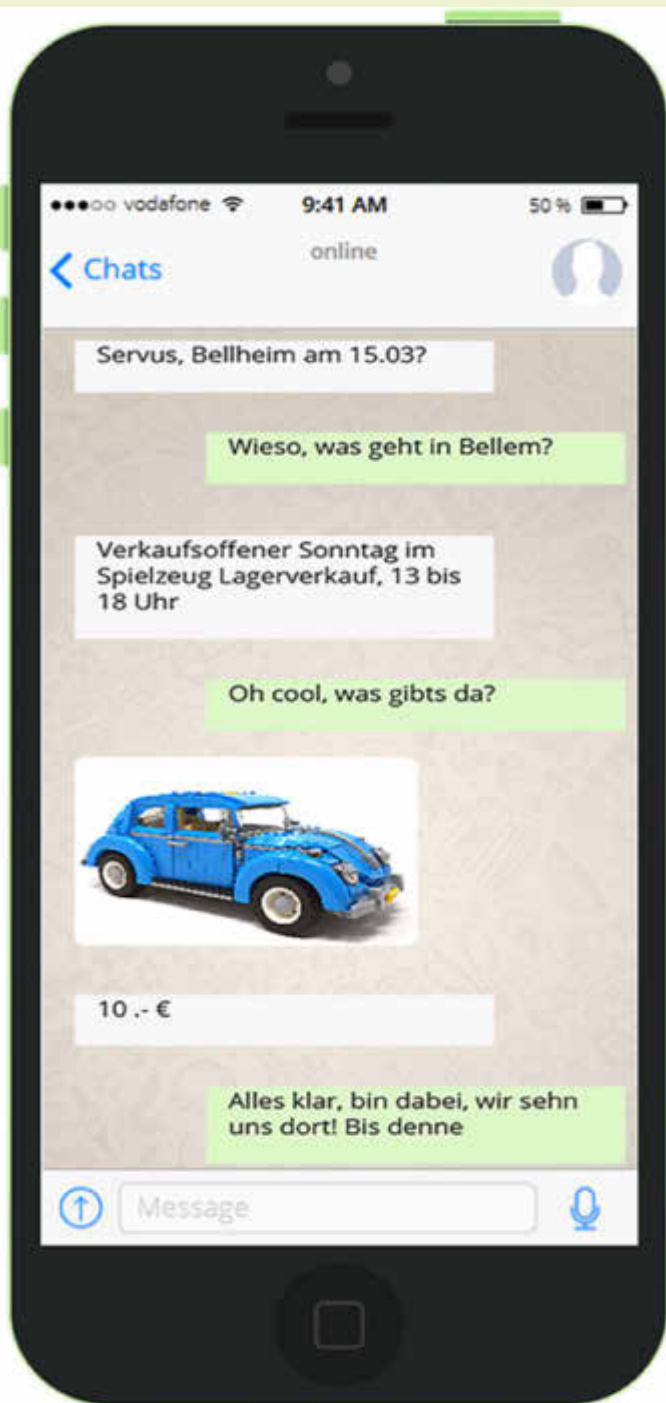 ●●●○○ vodafone 9:41 AM 50 %
Chats online
Servus, Bellheim am 15.03?
Wieso, was geht in Bellem?
Verkaufsoffener Sonntag im
Spielzeug Lagerverkauf, 13 bis
18 Uhr
Oh cool, was gibts da?
10 .- €
Alles klar, bin dabei, wir sehn
uns dort! Bis denne
Message